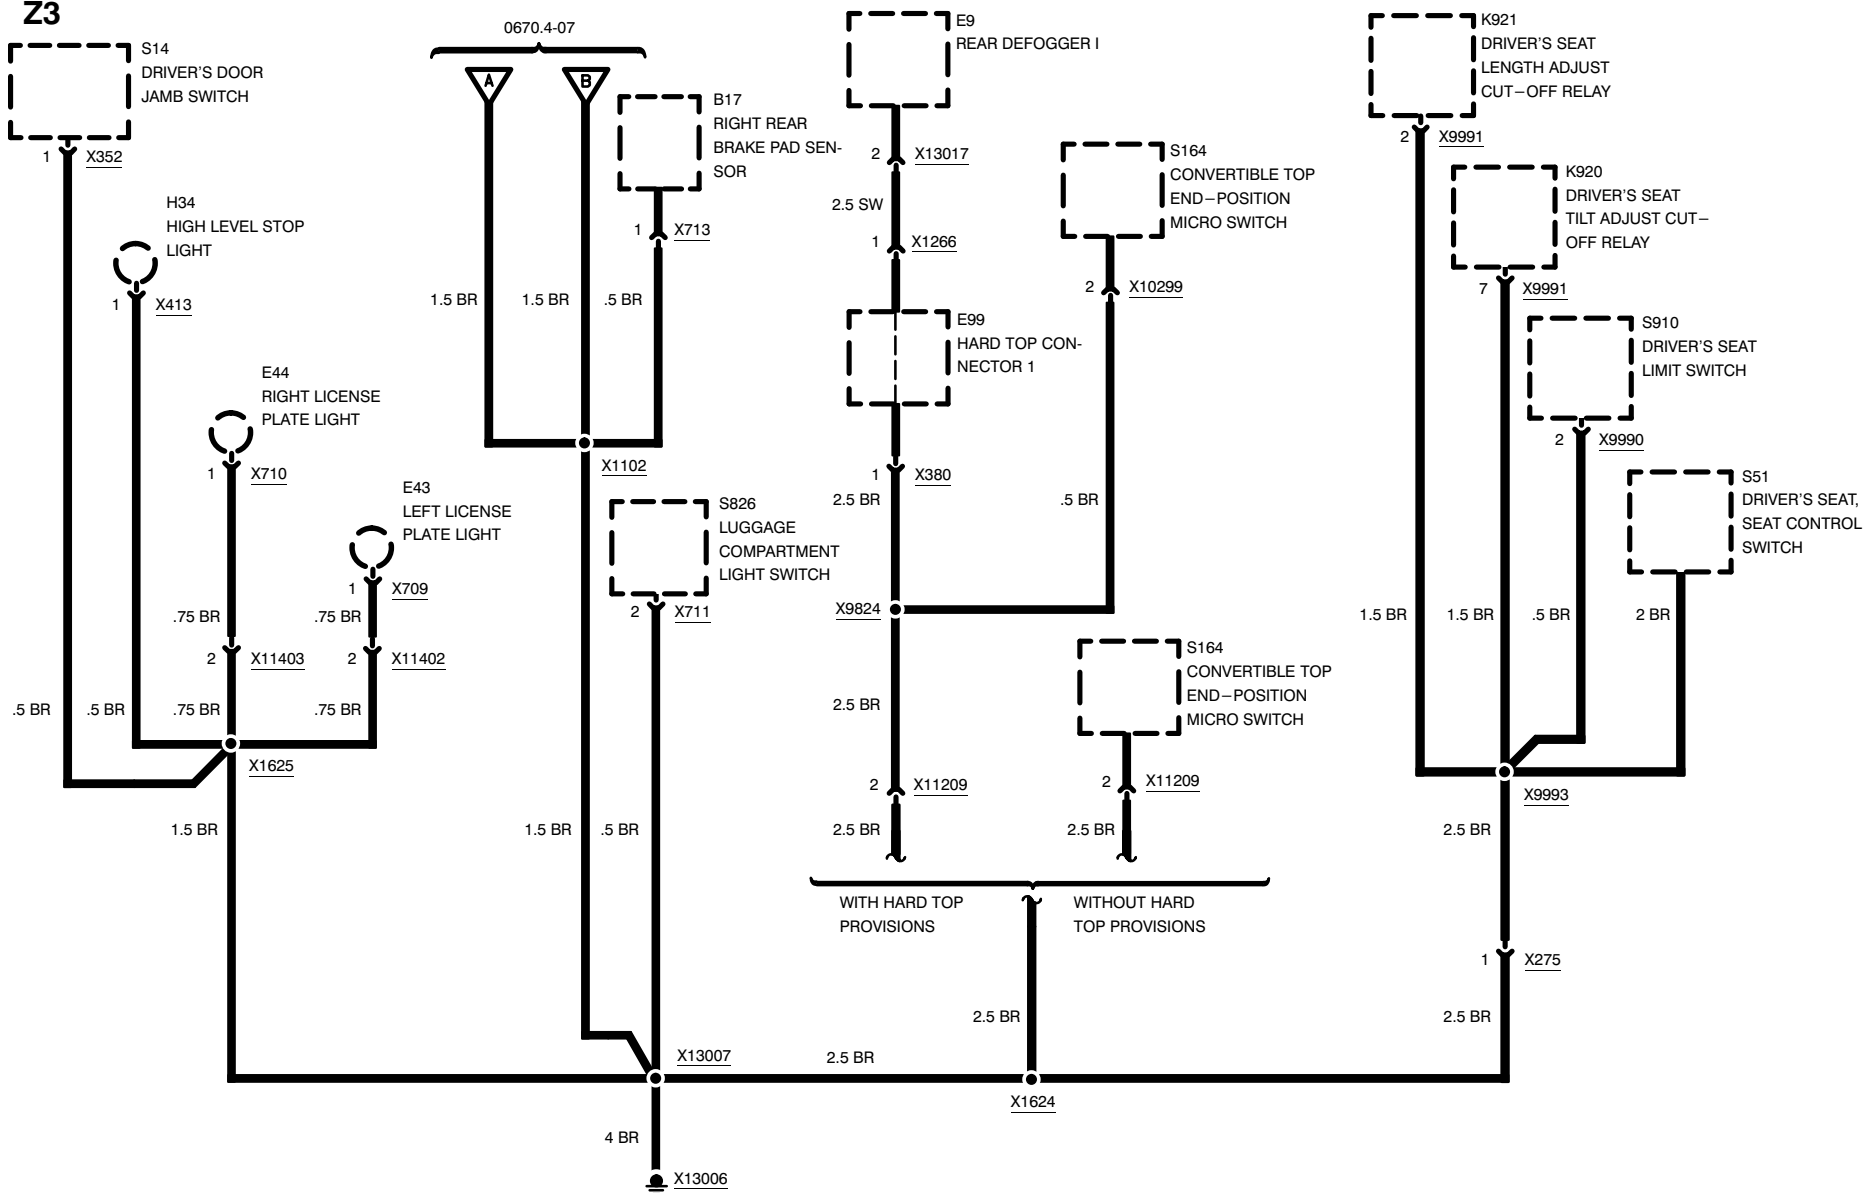 Z3
S14
DRIVER'S DOOR
JAMB SWITCH
1 X352
H34
HIGH LEVEL STOP
LIGHT
1 X413
E44
RIGHT LICENSE
PLATE LIGHT
1 X710
E43
LEFT LICENSE
PLATE LIGHT
1 X709
.75 BR
.75 BR
2 X11403
2 X11402
.5 BR
.5 BR
.75 BR
.75 BR
X1625
1.5 BR
0670.4-07
A
B
B17
RIGHT REAR
BRAKE PAD SEN-
SOR
1 X713
1.5 BR
1.5 BR
.5 BR
X1102
S826
LUGGAGE
COMPARTMENT
LIGHT SWITCH
2 X711
1.5 BR
.5 BR
E9
REAR DEFOGGER I
2 X13017
2.5 SW
1 X1266
E99
HARD TOP CON-
NECTOR 1
1 X380
2.5 BR
S164
CONVERTIBLE TOP
END-POSITION
MICRO SWITCH
2 X10299
.5 BR
X9824
2.5 BR
2 X11209
2.5 BR
S164
CONVERTIBLE TOP
END-POSITION
MICRO SWITCH
2 X11209
2.5 BR
WITH HARD TOP
PROVISIONS
WITHOUT HARD
TOP PROVISIONS
2.5 BR
K921
DRIVER'S SEAT
LENGTH ADJUST
CUT-OFF RELAY
2 X9991
K920
DRIVER'S SEAT
TILT ADJUST CUT-
OFF RELAY
7 X9991
S910
DRIVER'S SEAT
LIMIT SWITCH
2 X9990
S51
DRIVER'S SEAT,
SEAT CONTROL
SWITCH
1.5 BR
1.5 BR
.5 BR
2 BR
X9993
2.5 BR
1 X275
2.5 BR
X13007
2.5 BR
X1624
4 BR
X13006